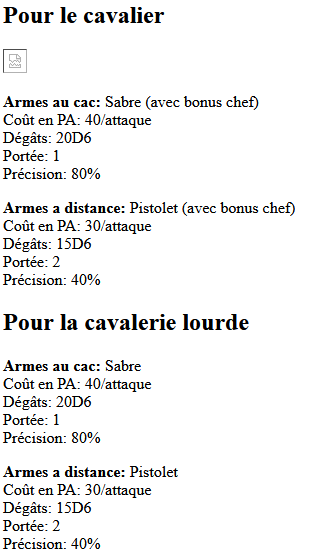 Pour le cavalier
Armes au cac: Sabre (avec bonus chef)
Coût en PA: 40/attaque
Dégâts: 20D6
Portée: 1
Précision: 80%
Armes a distance: Pistolet (avec bonus chef)
Coût en PA: 30/attaque
Dégâts: 15D6
Portée: 2
Précision: 40%
Pour la cavalerie lourde
Armes au cac: Sabre
Coût en PA: 40/attaque
Dégâts: 20D6
Portée: 1
Précision: 80%
Armes a distance: Pistolet
Coût en PA: 30/attaque
Dégâts: 15D6
Portée: 2
Précision: 40%